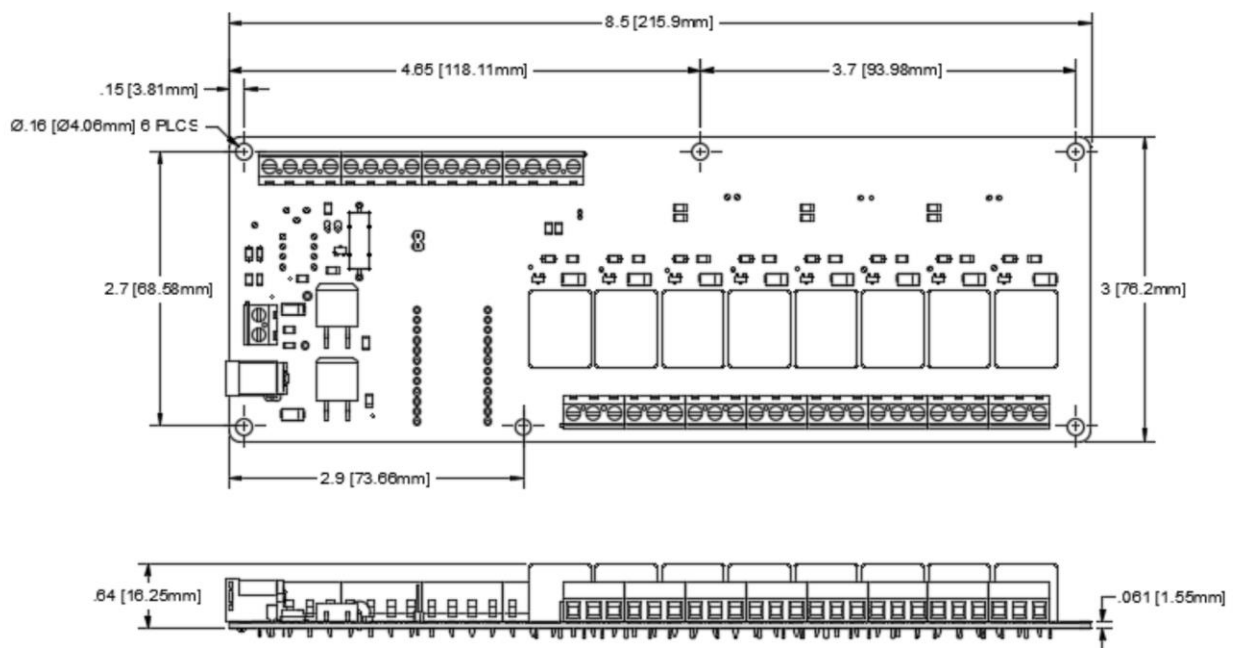 8.5 [215.9mm]
4.65 [118.11mm]
3.7 [93.98mm]
.15 [3.81mm]
Ø.16 [Ø4.06mm] 6 PLCS
2.7 [68.58mm]
3 [76.2mm]
2.9 [73.66mm]
.64 [16.25mm]
.061 [1.55mm]